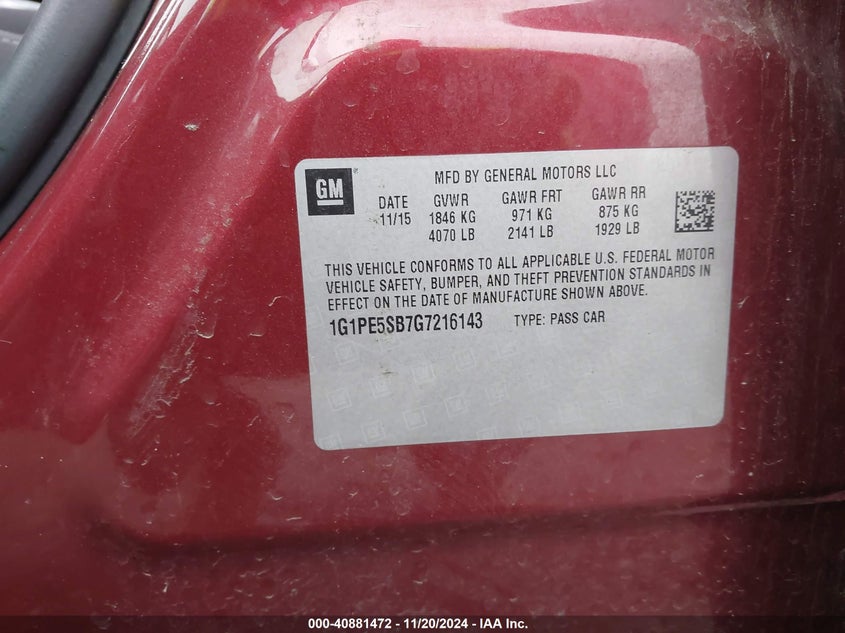 GM
MFD BY GENERAL MOTORS LLC
DATE GVWR GAWR FRT GAWR RR
11/15 1846 KG 971 KG 875 KG
4070 LB 2141 LB 1929 LB
THIS VEHICLE CONFORMS TO ALL APPLICABLE U.S. FEDERAL MOTOR
VEHICLE SAFETY, BUMPER, AND THEFT PREVENTION STANDARDS IN
EFFECT ON THE DATE OF MANUFACTURE SHOWN ABOVE.
1G1PE5SB7G7216143 TYPE: PASS CAR
000-40881472 - 11/20/2024 - IAA Inc.